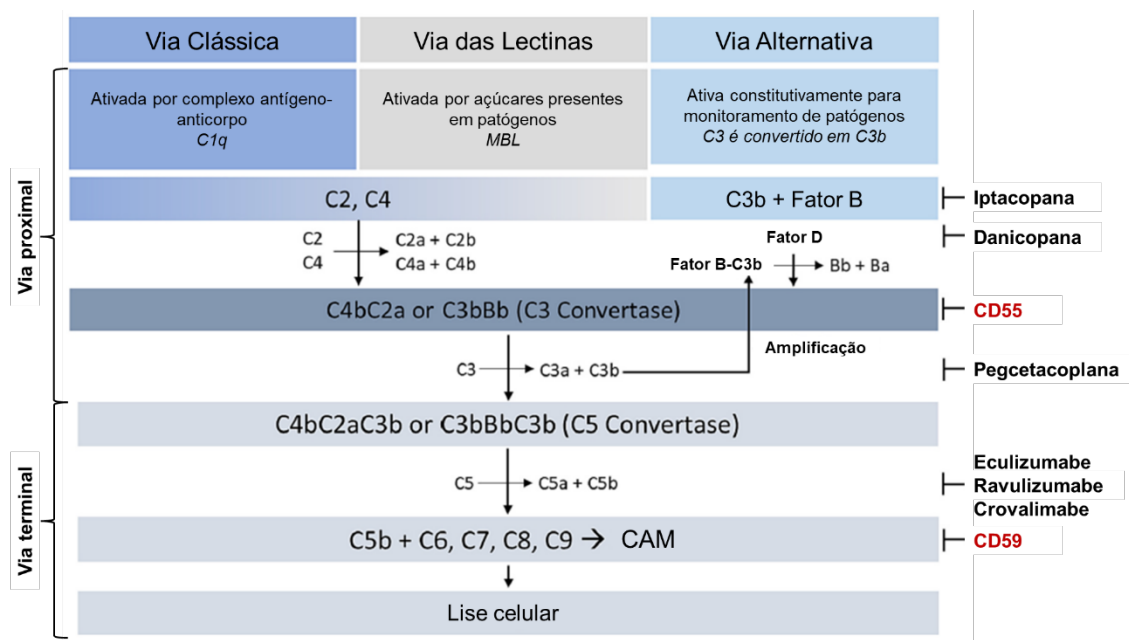 Via Clássica
Via das Lectinas
Via Alternativa
Ativada por complexo antígeno-
anticorpo
C1q
Ativada por açúcares presentes
em patógenos
MBL
Ativa constitutivamente para
monitoramento de patógenos
C3 é convertido em C3b
Via proximal
C2, C4
C3b + Fator B
Iptacopana
C2
C4
C2a + C2b
C4a + C4b
Fator D
Fator B-C3b
Bb + Ba
Danicopana
C4bC2a or C3bBb (C3 Convertase)
CD55
Amplificação
C3
C3a + C3b
Pegcetacoplana
Via terminal
C4bC2aC3b or C3bBbC3b (C5 Convertase)
C5
C5a + C5b
Eculizumabe
Ravulizumabe
Crovalimabe
C5b + C6, C7, C8, C9 → CAM
CD59
Lise celular